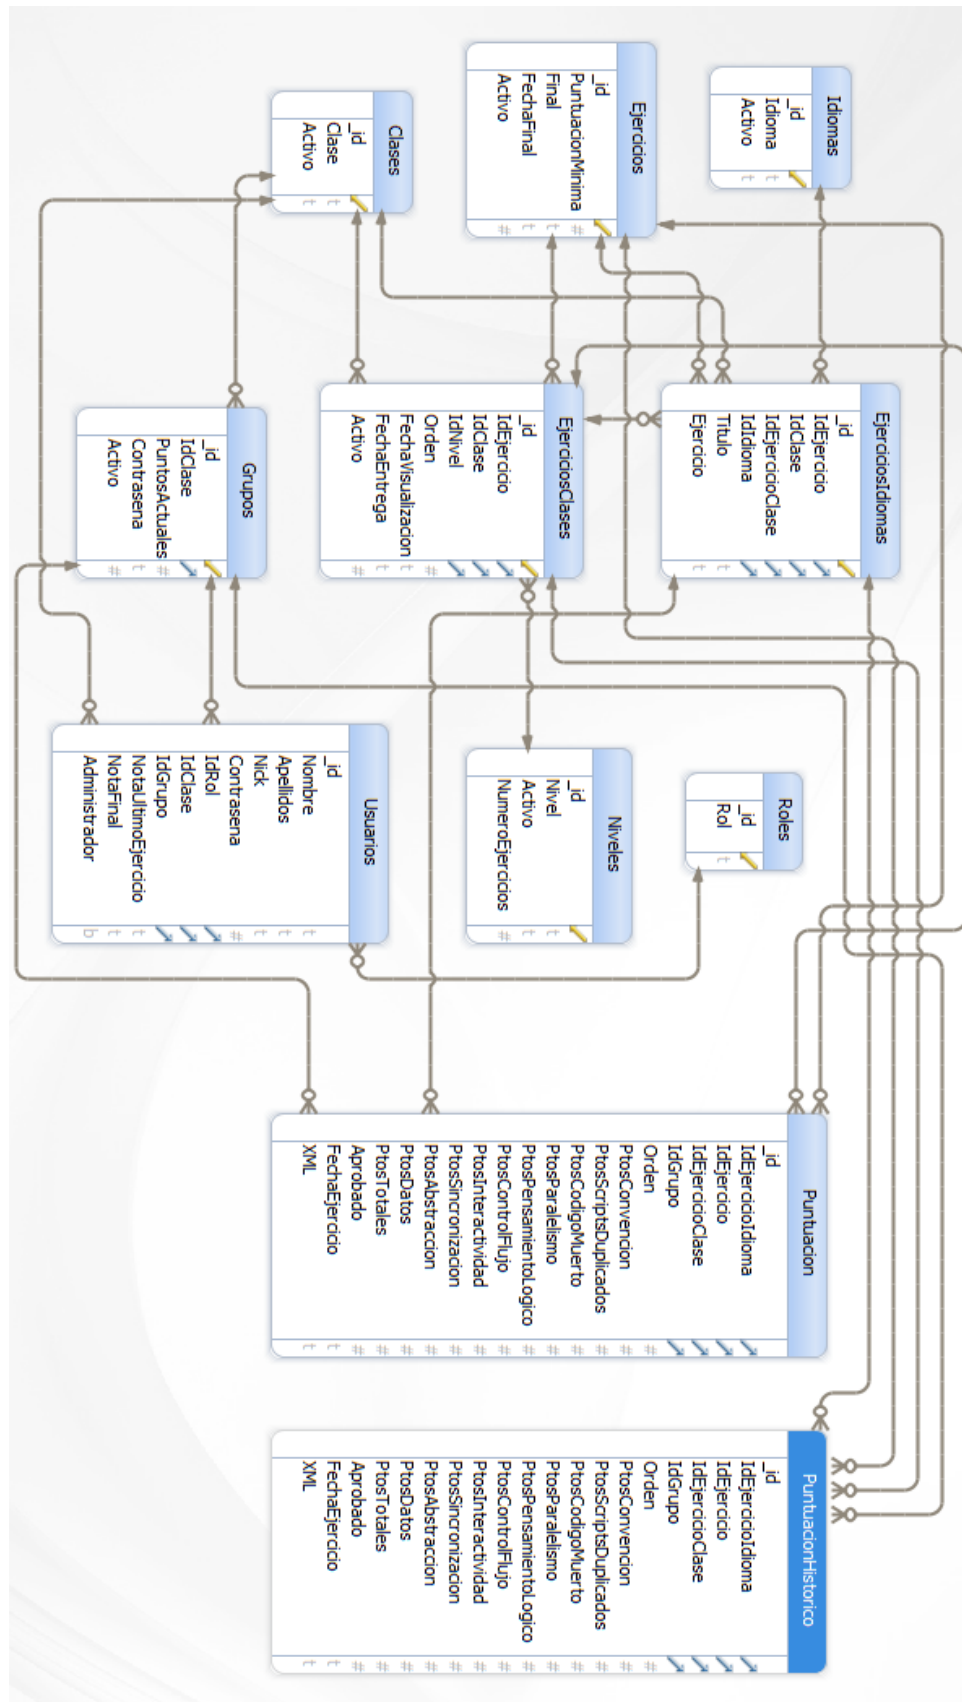 Idiomas
_id
Idioma t
Activo t
EjerciciosIdiomas
_id
IdEjercicio
IdClase
IdEjercicioClase
IdIdioma
Titulo t
Ejercicio t
Roles
_id
Rol t
Puntuacion
_id
IdEjercicioIdioma
IdEjercicio
IdEjercicioClase
IdGrupo
Orden #
PtosConvencion #
PtosScriptsDuplicados #
PtosCodigoMuerto #
PtosParalelismo #
PtosPensamientoLogico #
PtosControlFlujo #
PtosInteractividad #
PtosSincronizacion #
PtosAbstraccion #
PtosDatos #
PtosTotales #
Aprobado #
FechaEjercicio t
XML t
PuntuacionHistorico
_id
IdEjercicioIdioma
IdEjercicio
IdEjercicioClase
IdGrupo
Orden #
PtosConvencion #
PtosScriptsDuplicados #
PtosCodigoMuerto #
PtosParalelismo #
PtosPensamientoLogico #
PtosControlFlujo #
PtosInteractividad #
PtosSincronizacion #
PtosAbstraccion #
PtosDatos #
PtosTotales #
Aprobado #
FechaEjercicio t
XML t
Ejercicios
_id
PuntuacionMinima #
Final t
FechaFinal t
Activo #
EjerciciosClases
_id
IdEjercicio
IdClase
IdNivel
Orden #
FechaVisualizacion t
FechaEntrega t
Activo #
Niveles
_id
Nivel t
Activo t
NumeroEjercicios #
Clases
_id
Clase t
Activo t
Grupos
_id
IdClase
PuntosActuales #
Contrasena #
Activo #
Usuarios
_id
Nombre t
Apellidos t
Nick t
Contrasena #
IdRol
IdClase
IdGrupo
NotaUltimoEjercicio t
NotaFinal t
Administrador b